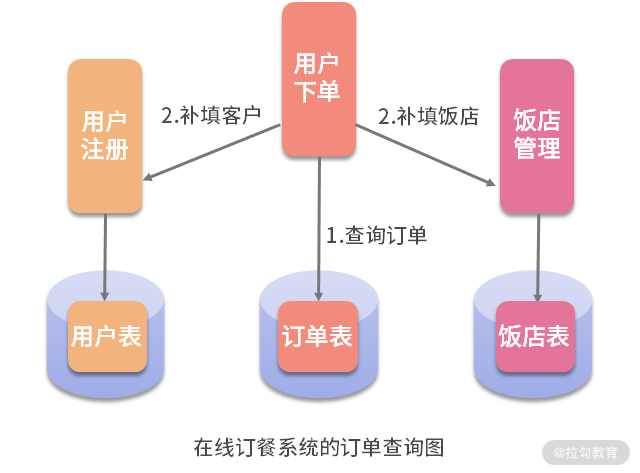 用户
下单
用户
注册
2.补填客户
2.补填饭店
饭店
管理
1.查询订单
用户表
订单表
饭店表
在线订餐系统的订单查询图
@拉勾教育